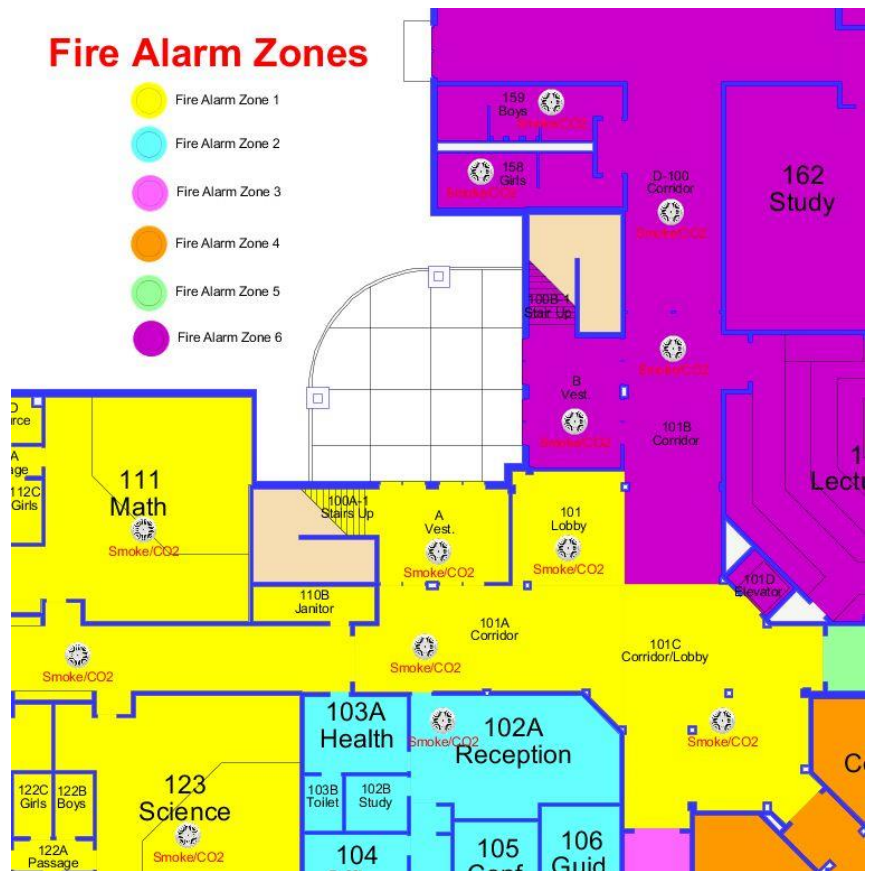 Fire Alarm Zones
Fire Alarm Zone 1
Fire Alarm Zone 2
Fire Alarm Zone 3
Fire Alarm Zone 4
Fire Alarm Zone 5
Fire Alarm Zone 6
159
Boys
Smoke/CO2
158
Girls
Smoke/CO2
D-100
Corridor
Smoke/CO2
162
Study
100B-1
Stair Up
Smoke/CO2
B
Vest.
Smoke/CO2
101B
Corridor
111
Math
Smoke/CO2
112C
Girls
100A-1
Stairs Up
A
Vest.
Smoke/CO2
101
Lobby
Smoke/CO2
101D
Elevator
110B
Janitor
101A
Corridor
Smoke/CO2
101C
Corridor/Lobby
Smoke/CO2
Smoke/CO2
103A
Health
102A
Reception
Smoke/CO2
103B
Toilet
102B
Study
123
Science
Smoke/CO2
122C
Girls
122B
Boys
122A
Passage
104
105
106
Guid